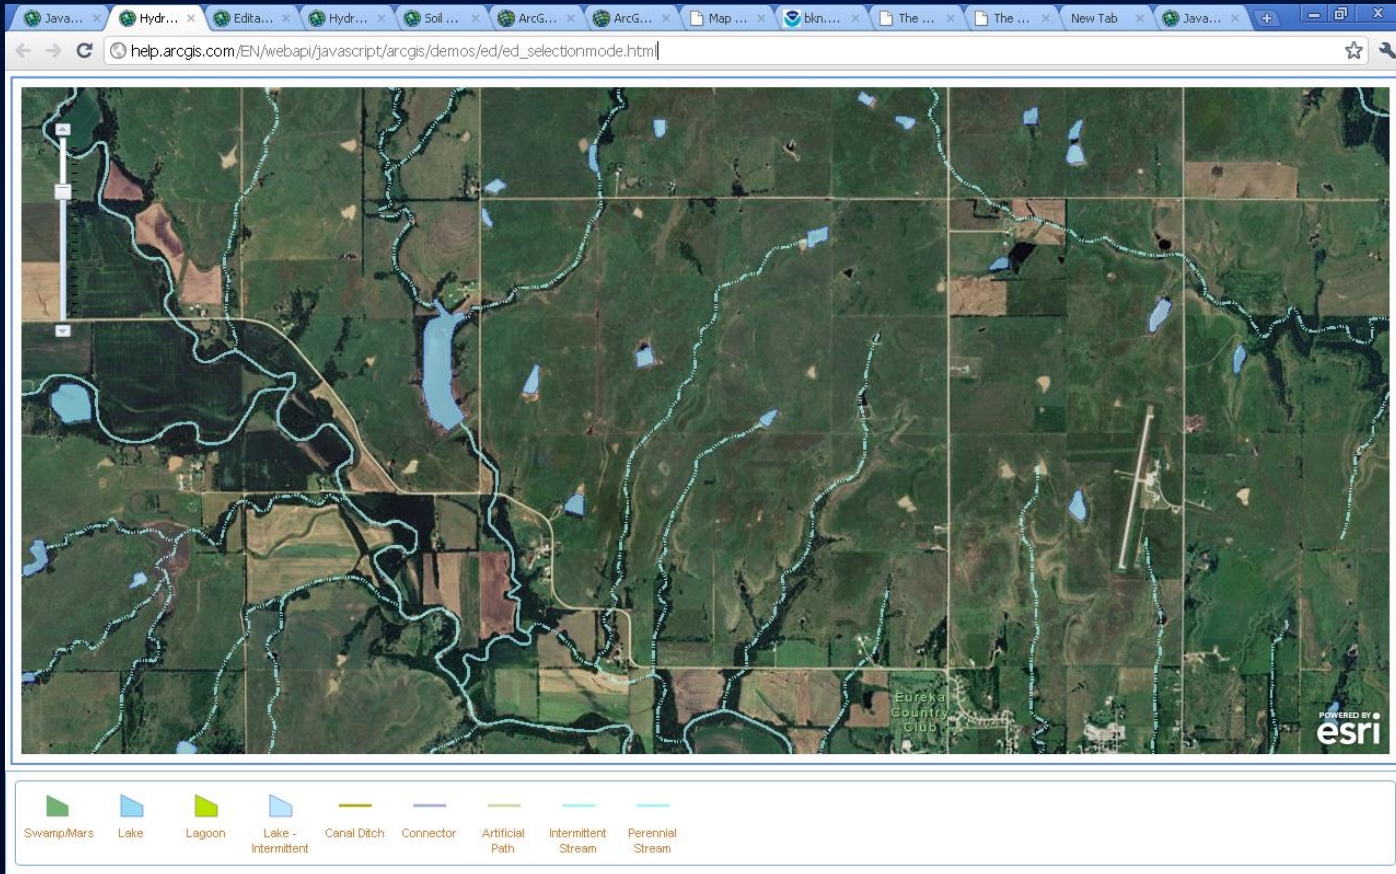 Java... Hydr... Edita... Hydr... Soil ... ArcG... ArcG... Map ... bkn.... The ... The ... New Tab Java...
help.arcgis.com/EN/webapi/javascript/arcgis/demos/ed/ed_selectionmode.html
Eureka
Country
Club
POWERED BY
esri
Swamp/Mars Lake Lagoon Lake - Canal Ditch Connector Artificial Intermittent Perennial
Intermittent Path Stream Stream